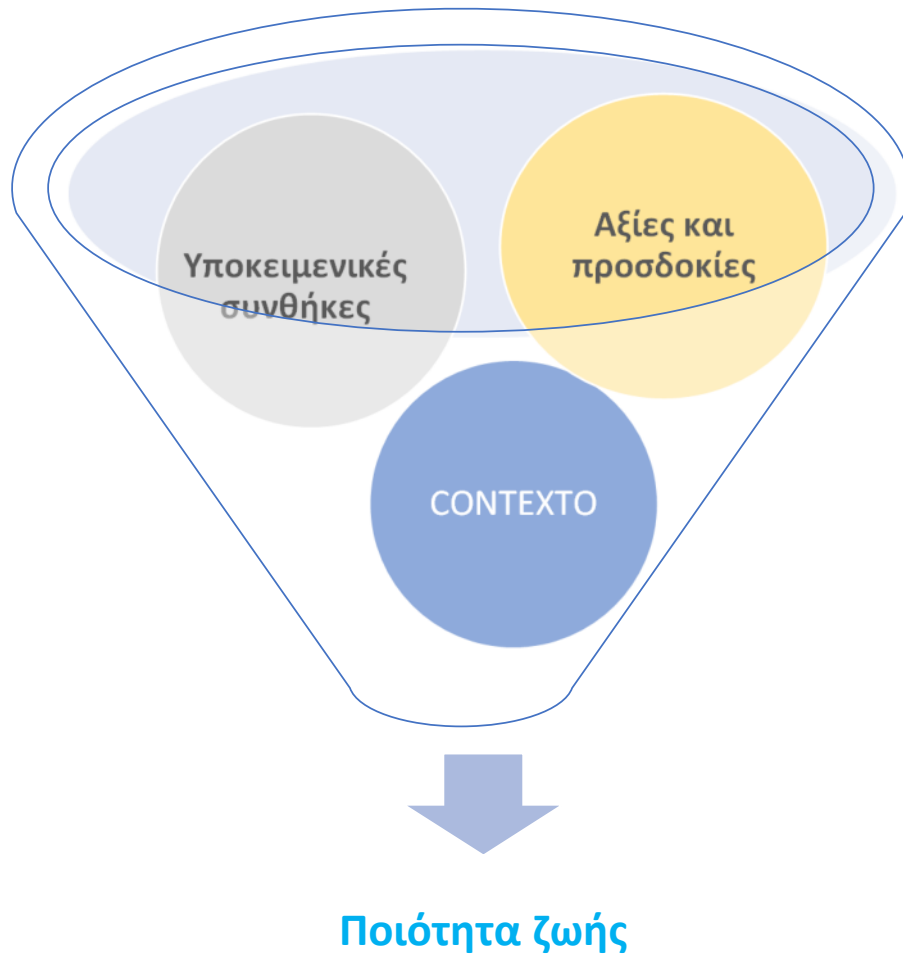 Υποκειμενικές
συνθήκες
Αξίες και
προσδοκίες
CONTEXTO
Ποιότητα ζωής